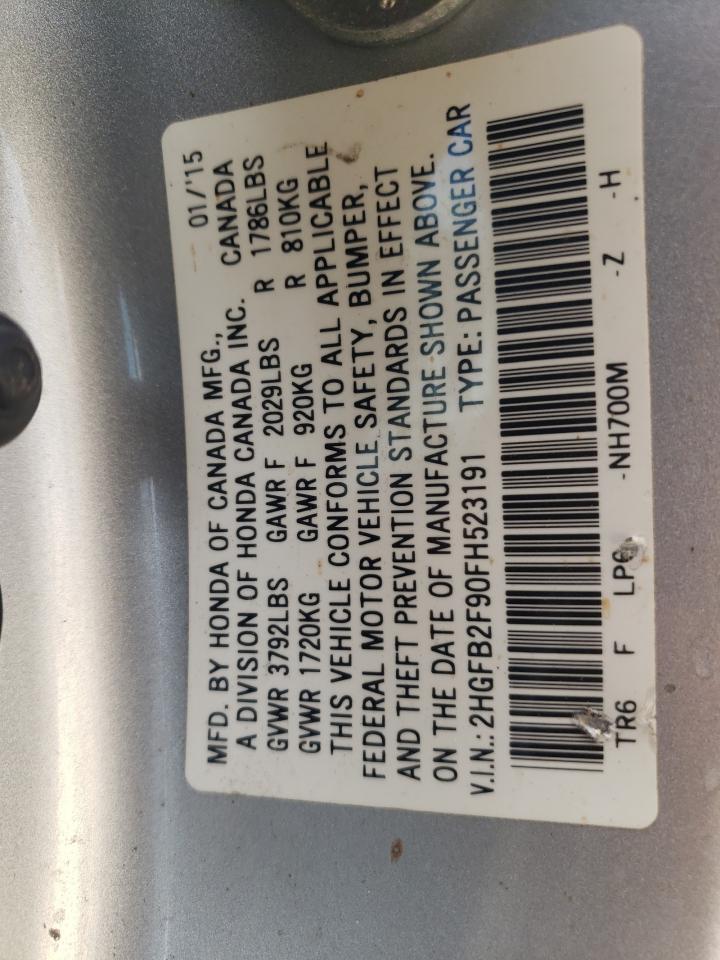 MFD. BY HONDA OF CANADA MFG., 01/'15
A DIVISION OF HONDA CANADA INC. CANADA
GVWR 3792LBS GAWR F 2029LBS R 1786LBS
GVWR 1720KG GAWR F 920KG R 810KG
THIS VEHICLE CONFORMS TO ALL APPLICABLE
FEDERAL MOTOR VEHICLE SAFETY, BUMPER,
AND THEFT PREVENTION STANDARDS IN EFFECT
ON THE DATE OF MANUFACTURE SHOWN ABOVE.
V.I.N.: 2HGFB2F90FH523191 TYPE: PASSENGER CAR
TR6 F -NH700M -Z -H